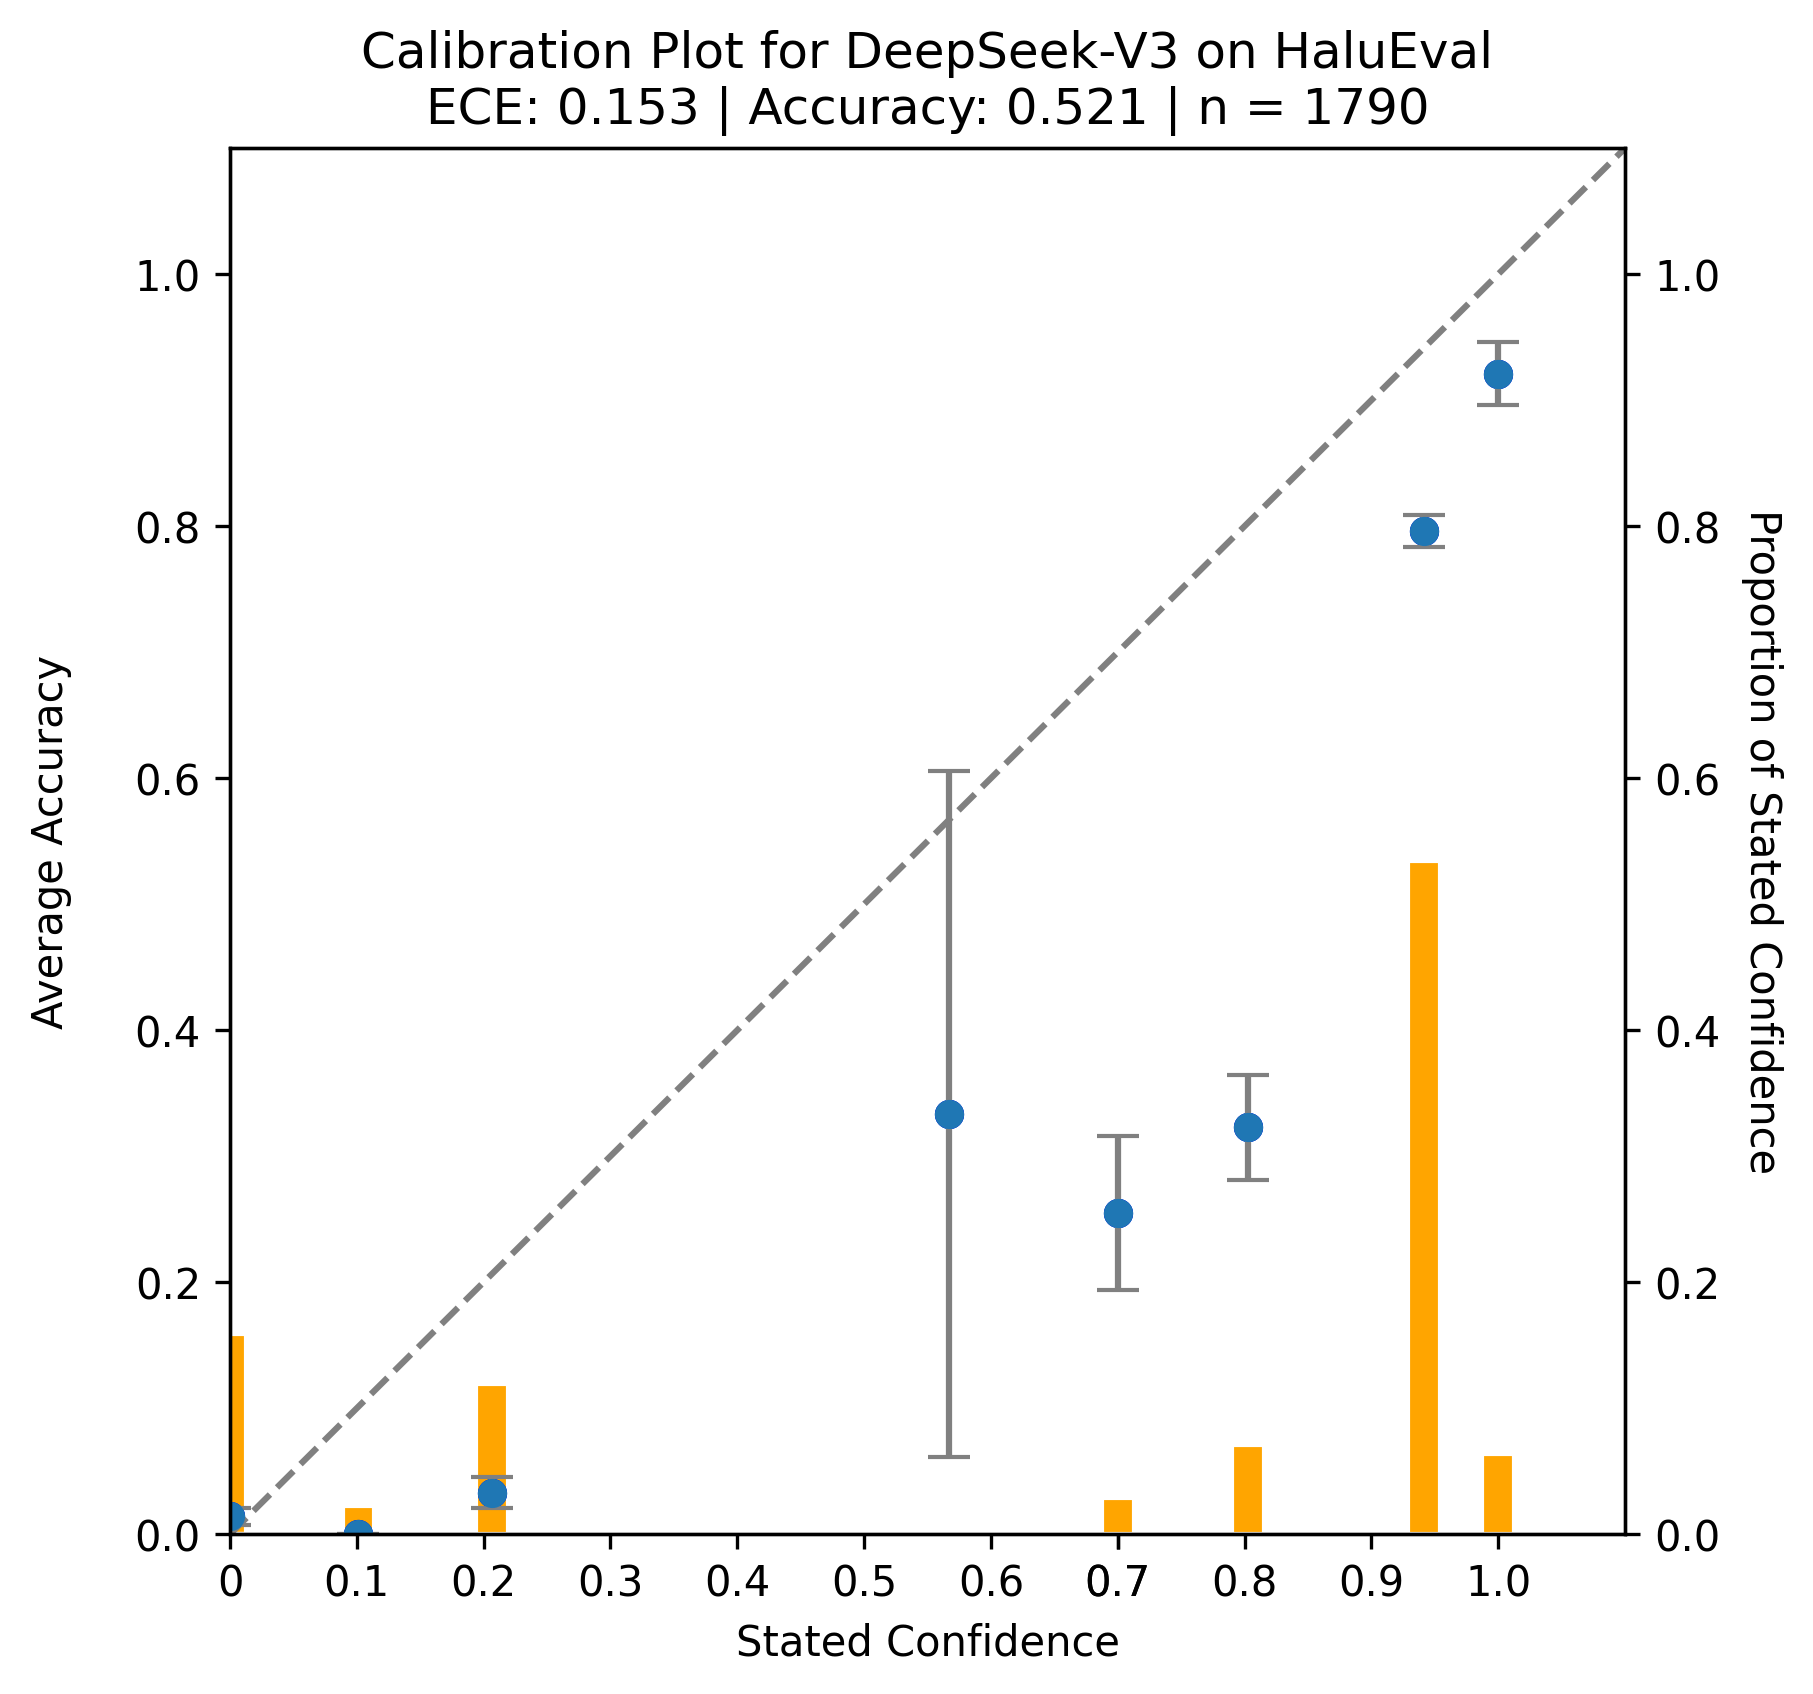 Calibration Plot for DeepSeek-V3 on HaluEval
ECE: 0.153 | Accuracy: 0.521 | n = 1790
Average Accuracy
1.0
0.8
0.6
0.4
0.2
0.0
1.0
0.8
0.6
0.4
0.2
0.0
Proportion of Stated Confidence
0 0.1 0.2 0.3 0.4 0.5 0.6 0.7 0.8 0.9 1.0
Stated Confidence